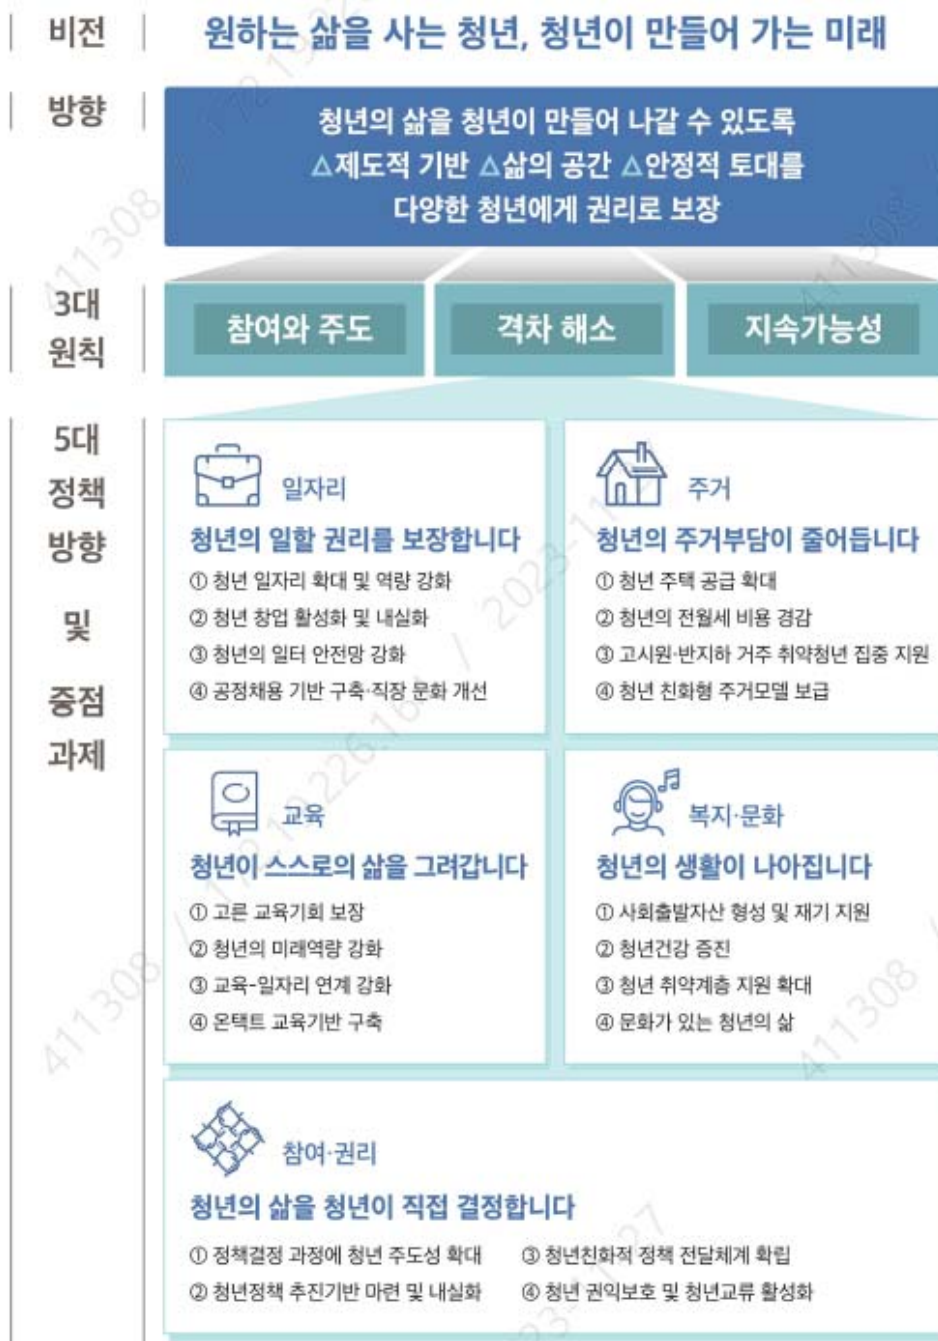 비전
원하는 삶을 사는 청년, 청년이 만들어 가는 미래
방향
청년의 삶을 청년이 만들어 나갈 수 있도록
△제도적 기반 △삶의 공간 △안정적 토대를
다양한 청년에게 권리로 보장
3대
원칙
참여와 주도
격차 해소
지속가능성
5대
정책
방향
및
중점
과제
일자리
청년의 일할 권리를 보장합니다
① 청년 일자리 확대 및 역량 강화
② 청년 창업 활성화 및 내실화
③ 청년의 일터 안전망 강화
④ 공정채용 기반 구축·직장 문화 개선
주거
청년의 주거부담이 줄어듭니다
① 청년 주택 공급 확대
② 청년의 전월세 비용 경감
③ 고시원·반지하 거주 취약청년 집중 지원
④ 청년 친화형 주거모델 보급
교육
청년이 스스로의 삶을 그려갑니다
① 고른 교육기회 보장
② 청년의 미래역량 강화
③ 교육-일자리 연계 강화
④ 온택트 교육기반 구축
복지·문화
청년의 생활이 나아집니다
① 사회출발자산 형성 및 재기 지원
② 청년건강 증진
③ 청년 취약계층 지원 확대
④ 문화가 있는 청년의 삶
참여·권리
청년의 삶을 청년이 직접 결정합니다
① 정책결정 과정에 청년 주도성 확대
② 청년정책 추진기반 마련 및 내실화
③ 청년친화적 정책 전달체계 확립
④ 청년 권익보호 및 청년교류 활성화
411308
411308
411308
411308